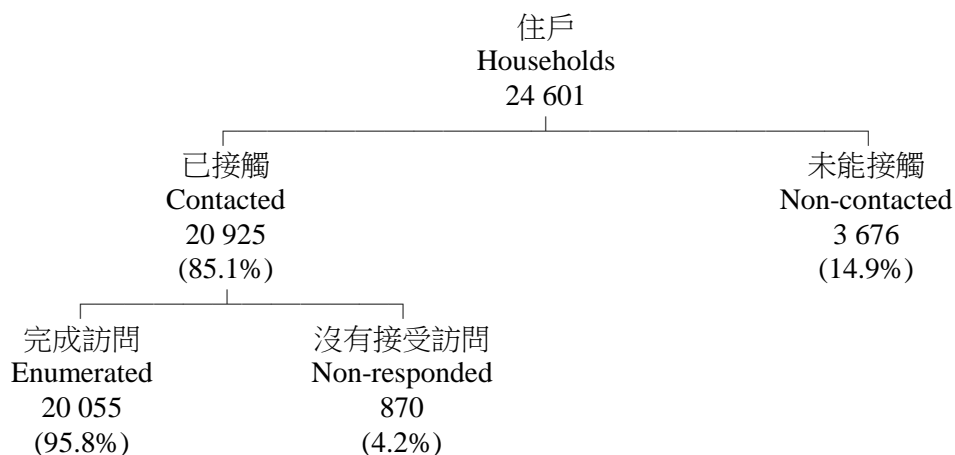 住戶
Households
24 601
已接觸
Contacted
20 925
(85.1%)
未能接觸
Non-contacted
3 676
(14.9%)
完成訪問
Enumerated
20 055
(95.8%)
沒有接受訪問
Non-responded
870
(4.2%)